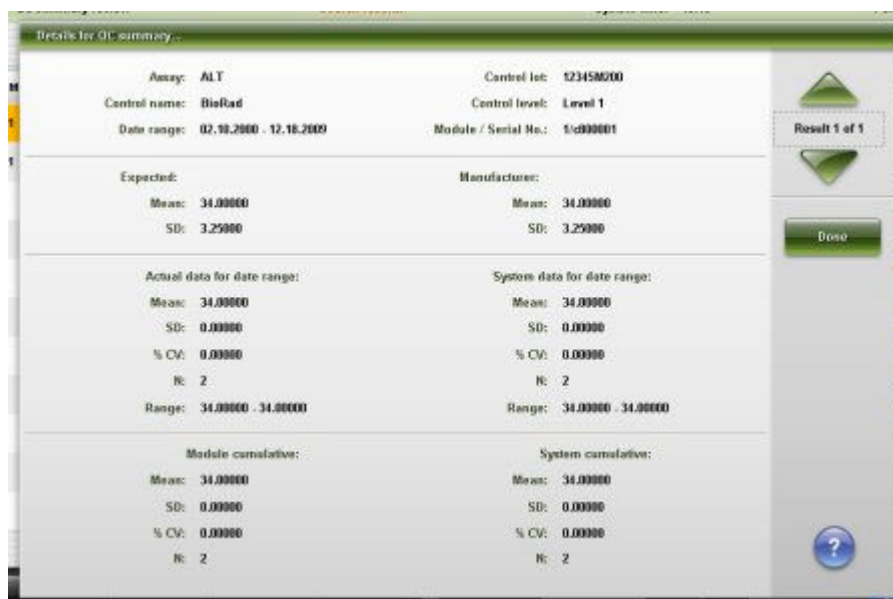 Details for QC summary...
Assay: ALT Control lot: 12345M200
Control name: BioRad Control level: Level 1
Date range: 02.10.2000 - 12.18.2009 Module / Serial No.: 1/c800001
Result 1 of 1
Expected: Manufacturer:
Mean: 34.00000 Mean: 34.00000
SD: 3.25000 SD: 3.25000
Done
Actual data for date range: System data for date range:
Mean: 34.00000 Mean: 34.00000
SD: 0.00000 SD: 0.00000
% CV: 0.00000 % CV: 0.00000
N: 2 N: 2
Range: 34.00000 - 34.00000 Range: 34.00000 - 34.00000
Module cumulative: System cumulative:
Mean: 34.00000 Mean: 34.00000
SD: 0.00000 SD: 0.00000
% CV: 0.00000 % CV: 0.00000
N: 2 N: 2
?